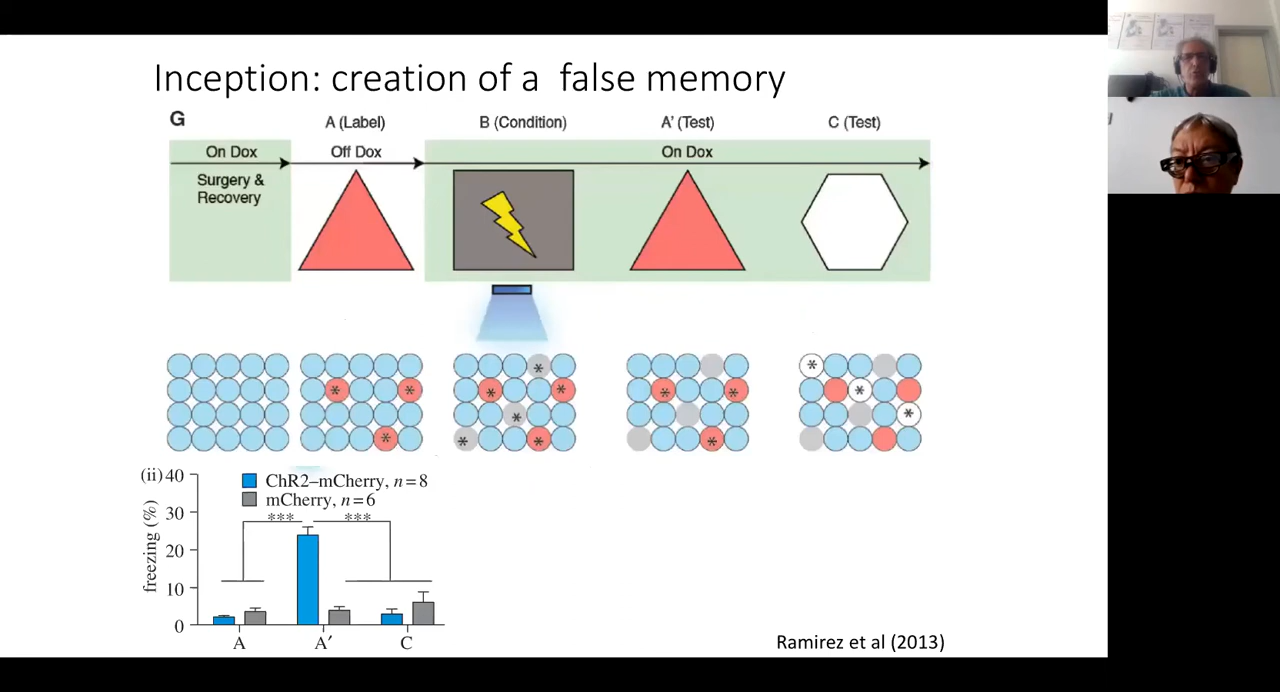 Inception: creation of a false memory
G
A (Label)
B (Condition)
A′ (Test)
C (Test)
On Dox
Off Dox
On Dox
Surgery &
Recovery
* * *
* * * * * *
* * *
* * *
(ii)
40
30
20
10
0
freezing (%)
ChR2–mCherry, n=8
mCherry, n=6
*** ***
A
A′
C
Ramirez et al (2013)